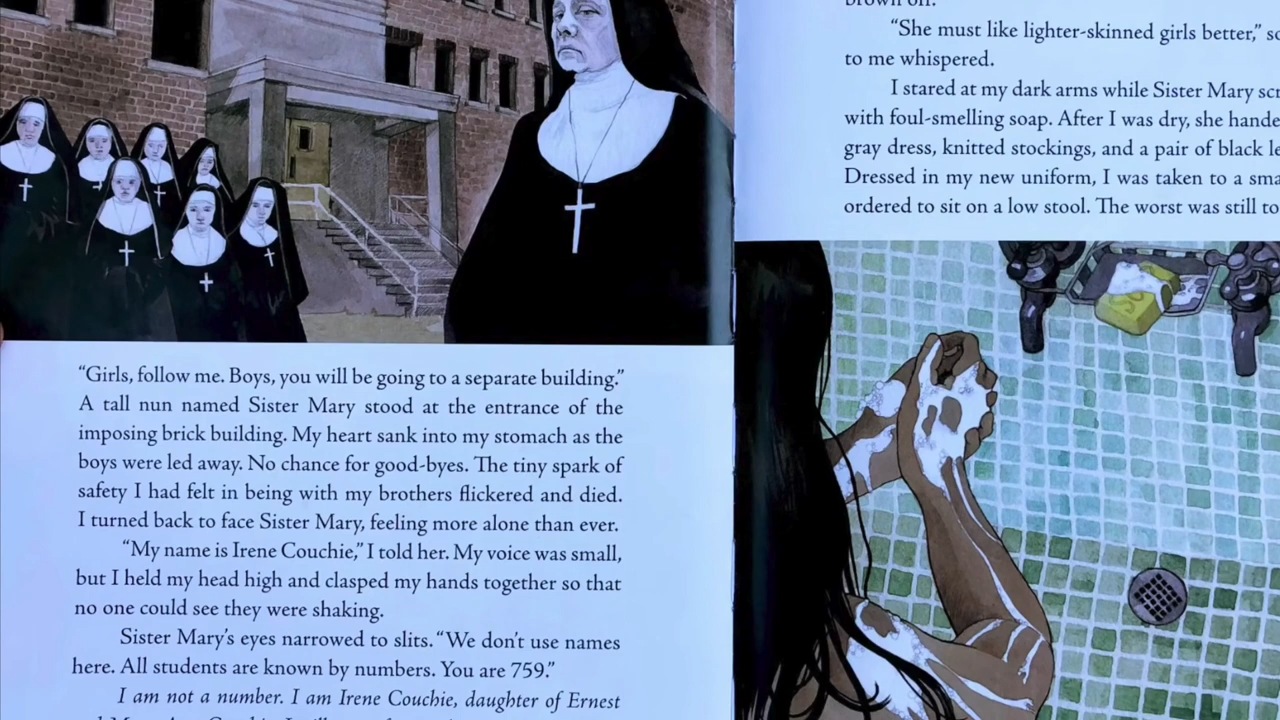 “Girls, follow me. Boys, you will be going to a separate building.”
A tall nun named Sister Mary stood at the entrance of the
imposing brick building. My heart sank into my stomach as the
boys were led away. No chance for good-byes. The tiny spark of
safety I had felt in being with my brothers flickered and died.
I turned back to face Sister Mary, feeling more alone than ever.
“My name is Irene Couchie,” I told her. My voice was small,
but I held my head high and clasped my hands together so that
no one could see they were shaking.
Sister Mary’s eyes narrowed to slits. “We don’t use names
here. All students are known by numbers. You are 759.”
I am not a number. I am Irene Couchie, daughter of Ernest
brown off.
“She must like lighter-skinned girls better,” so
to me whispered.
I stared at my dark arms while Sister Mary scr
with foul-smelling soap. After I was dry, she hande
gray dress, knitted stockings, and a pair of black le
Dressed in my new uniform, I was taken to a sma
ordered to sit on a low stool. The worst was still to